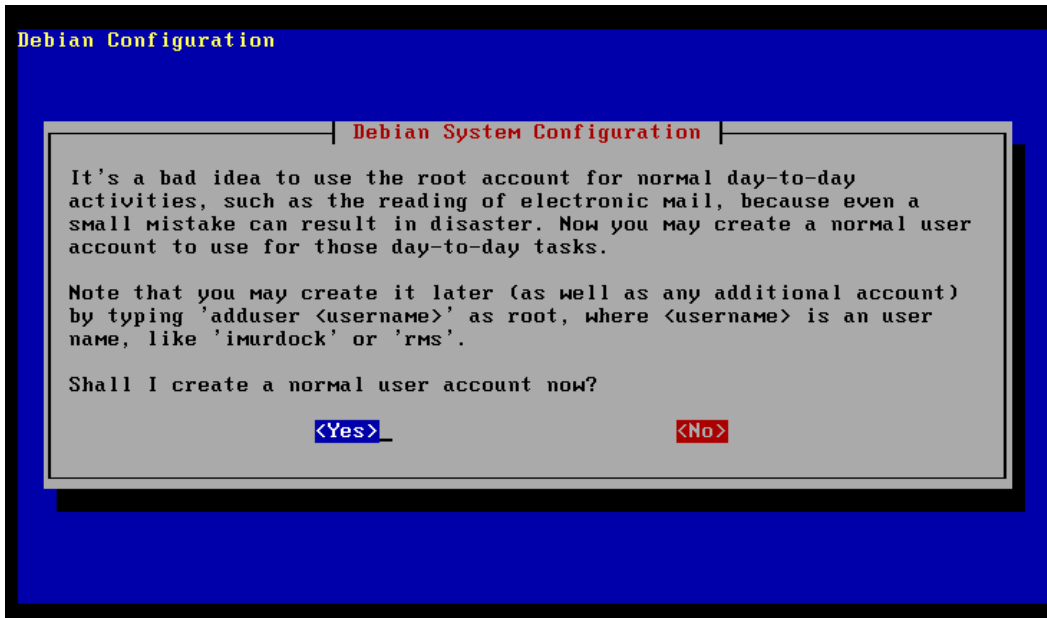 Debian Configuration
Debian System Configuration
It's a bad idea to use the root account for normal day-to-day
activities, such as the reading of electronic mail, because even a
small mistake can result in disaster. Now you may create a normal user
account to use for those day-to-day tasks.
Note that you may create it later (as well as any additional account)
by typing 'adduser <username>' as root, where <username> is an user
name, like 'imurdock' or 'rms'.
Shall I create a normal user account now?
<Yes> <No>